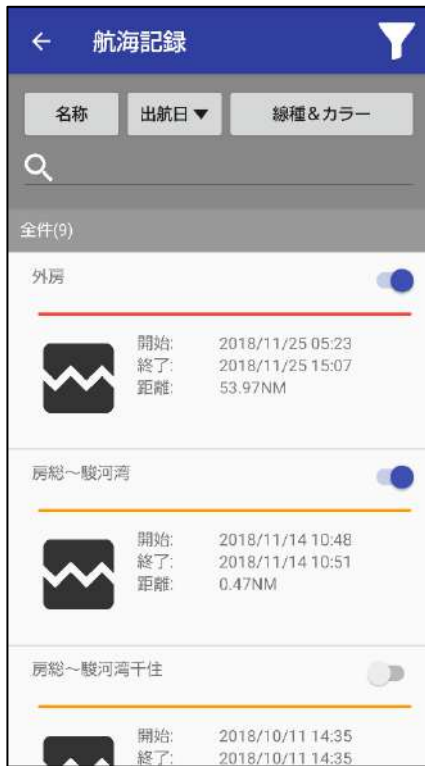 航海記録
名称 出航日▼ 線種&カラー
全件(9)
外房
開始: 2018/11/25 05:23
終了: 2018/11/25 15:07
距離: 53.97NM
房総～駿河湾
開始: 2018/11/14 10:48
終了: 2018/11/14 10:51
距離: 0.47NM
房総～駿河湾千住
開始: 2018/10/11 14:35
終了: 2018/10/11 14:35